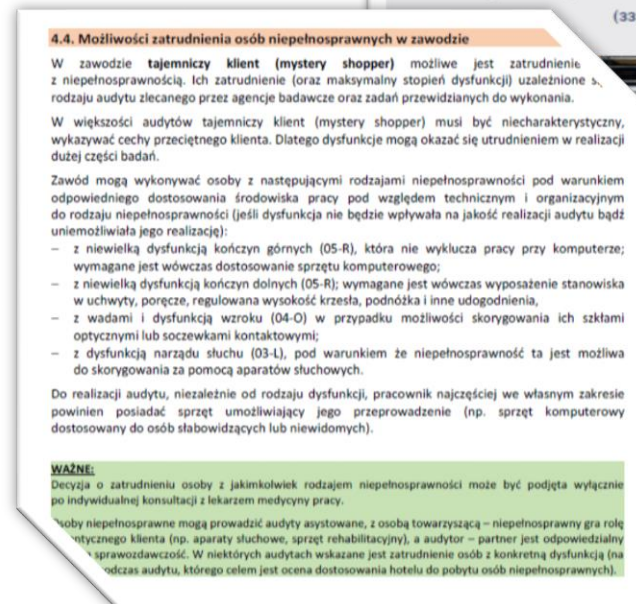 (33
4.4. Możliwości zatrudnienia osób niepełnosprawnych w zawodzie
W zawodzie tajemniczy klient (mystery shopper) możliwe jest zatrudnienie
z niepełnosprawnością. Ich zatrudnienie (oraz maksymalny stopień dysfunkcji) uzależnione s
rodzaju audytu zlecanego przez agencje badawcze oraz zadań przewidzianych do wykonania.
W większości audytów tajemniczy klient (mystery shopper) musi być niecharakterystyczny,
wykazywać cechy przeciętnego klienta. Dlatego dysfunkcje mogą okazać się utrudnieniem w realizacji
dużej części badań.
Zawód mogą wykonywać osoby z następującymi rodzajami niepełnosprawności pod warunkiem
odpowiedniego dostosowania środowiska pracy pod względem technicznym i organizacyjnym
do rodzaju niepełnosprawności (jeśli dysfunkcja nie będzie wpływała na jakość realizacji audytu bądź
uniemożliwiała jego realizację):
– z niewielką dysfunkcją kończyn górnych (05-R), która nie wyklucza pracy przy komputerze;
wymagane jest wówczas dostosowanie sprzętu komputerowego;
– z niewielką dysfunkcją kończyn dolnych (05-R); wymagane jest wówczas wyposażenie stanowiska
w uchwyty, poręcze, regulowana wysokość krzesła, podnóżka i inne udogodnienia,
– z wadami i dysfunkcją wzroku (04-O) w przypadku możliwości skorygowania ich szkłami
optycznymi lub soczewkami kontaktowymi;
– z dysfunkcją narządu słuchu (03-L), pod warunkiem że niepełnosprawność ta jest możliwa
do skorygowania za pomocą aparatów słuchowych.
Do realizacji audytu, niezależnie od rodzaju dysfunkcji, pracownik najczęściej we własnym zakresie
powinien posiadać sprzęt umożliwiający jego przeprowadzenie (np. sprzęt komputerowy
dostosowany do osób słabowidzących lub niewidomych).
WAŻNE:
Decyzja o zatrudnieniu osoby z jakimkolwiek rodzajem niepełnosprawności może być podjęta wyłącznie
po indywidualnej konsultacji z lekarzem medycyny pracy.
soby niepełnosprawne mogą prowadzić audyty asystowane, z osobą towarzyszącą – niepełnosprawny gra rolę
ntycznego klienta (np. aparaty słuchowe, sprzęt rehabilitacyjny), a audytor – partner jest odpowiedzialny
sprawozdawczość. W niektórych audytach wskazane jest zatrudnienie osób z konkretną dysfunkcją (na
odczas audytu, którego celem jest ocena dostosowania hotelu do pobytu osób niepełnosprawnych).